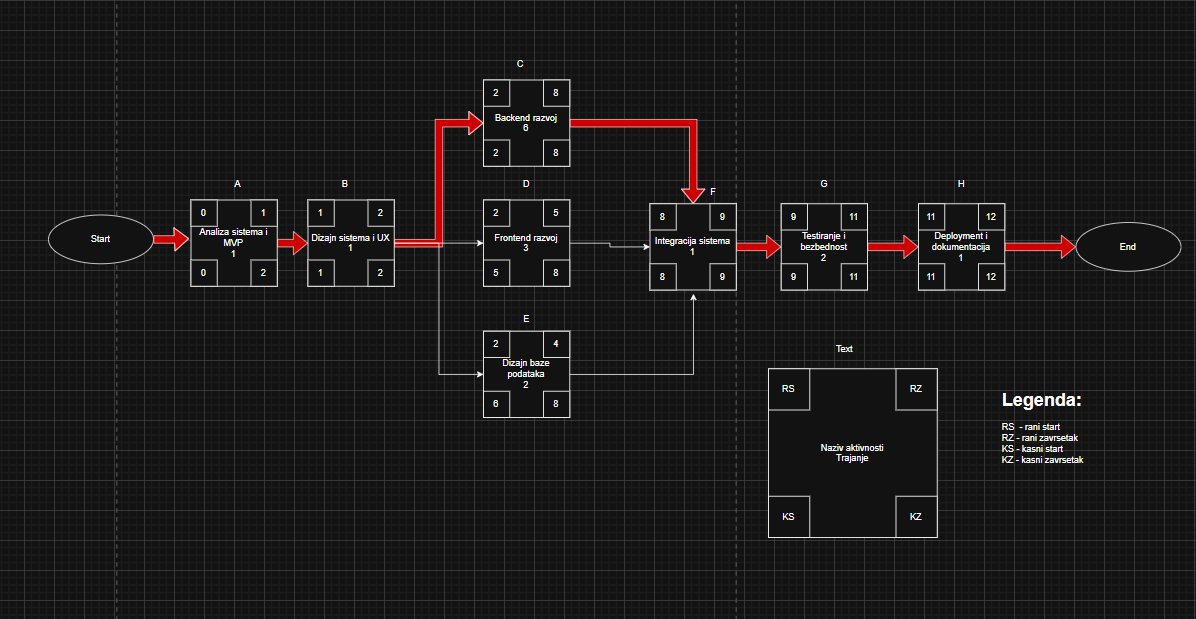 Start
A
0 1
Analiza sistema i
MVP
1
0 2
B
1 2
Dizajn sistema i UX
1
1 2
C
2 8
Backend razvoj
6
2 8
D
2 5
Frontend razvoj
3
5 8
E
2 4
Dizajn baze
podataka
2
6 8
F
8 9
Integracija sistema
1
8 9
G
9 11
Testiranje i
bezbednost
2
9 11
H
11 12
Deployment i
dokumentacija
1
11 12
End
Text
RS RZ
Naziv aktivnosti
Trajanje
KS KZ
Legenda:
RS - rani start
RZ - rani zavrsetak
KS - kasni start
KZ - kasni zavrsetak